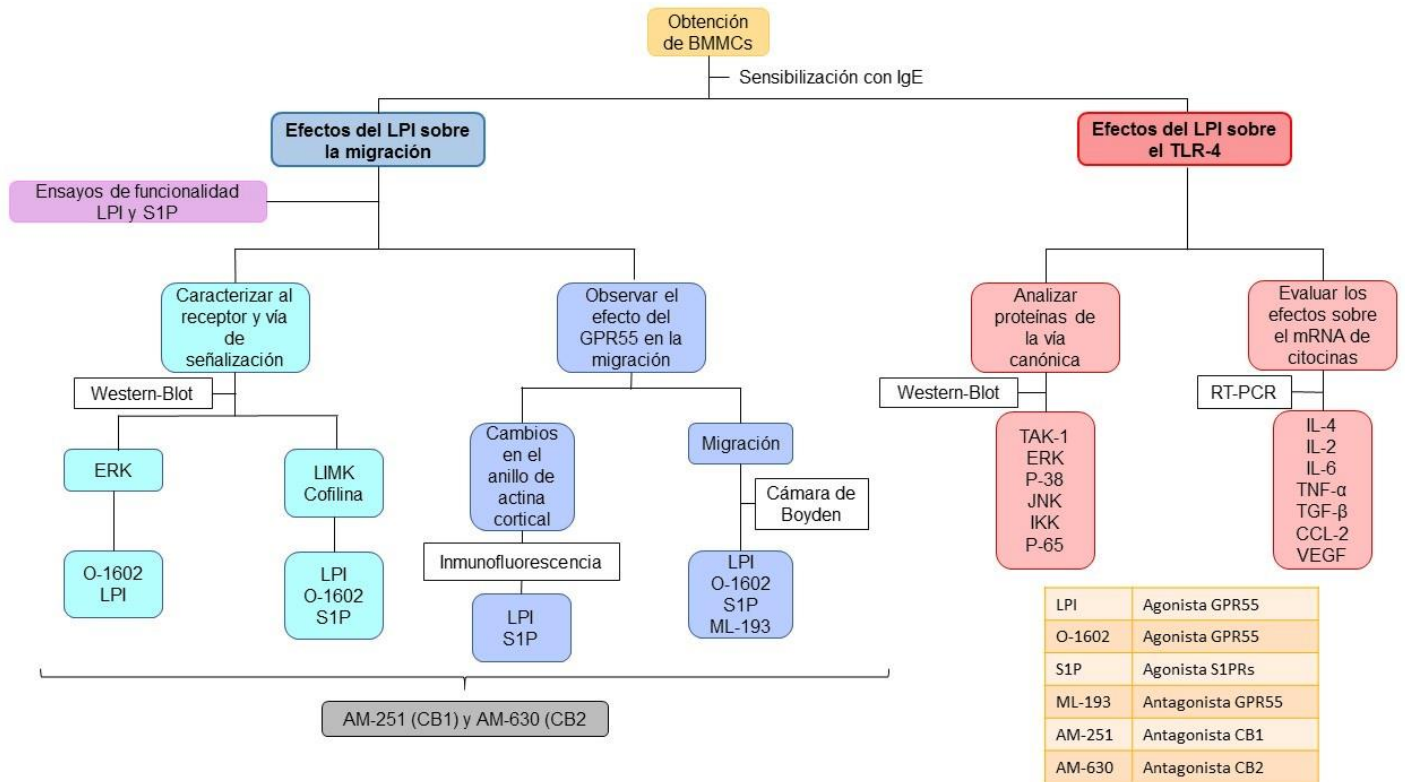 Obtención
de BMMCs
Sensibilización con IgE
Efectos del LPI sobre
la migración
Efectos del LPI sobre
el TLR-4
Ensayos de funcionalidad
LPI y S1P
Caracterizar al
receptor y vía
de
señalización
Observar el
efecto del
GPR55 en la
migración
Analizar
proteínas de
la vía
canónica
Evaluar los
efectos sobre
el mRNA de
citocinas
Western-Blot
Western-Blot
RT-PCR
ERK
LIMK
Cofilina
Cambios
en el
anillo de
actina
cortical
Migración
Cámara de
Boyden
Inmunofluorescencia
O-1602
LPI
LPI
O-1602
S1P
LPI
S1P
LPI
O-1602
S1P
ML-193
TAK-1
ERK
P-38
JNK
IKK
P-65
IL-4
IL-2
IL-6
TNF-α
TGF-β
CCL-2
VEGF
AM-251 (CB1) y AM-630 (CB2
LPI Agonista GPR55
O-1602 Agonista GPR55
S1P Agonista S1PRs
ML-193 Antagonista GPR55
AM-251 Antagonista CB1
AM-630 Antagonista CB2